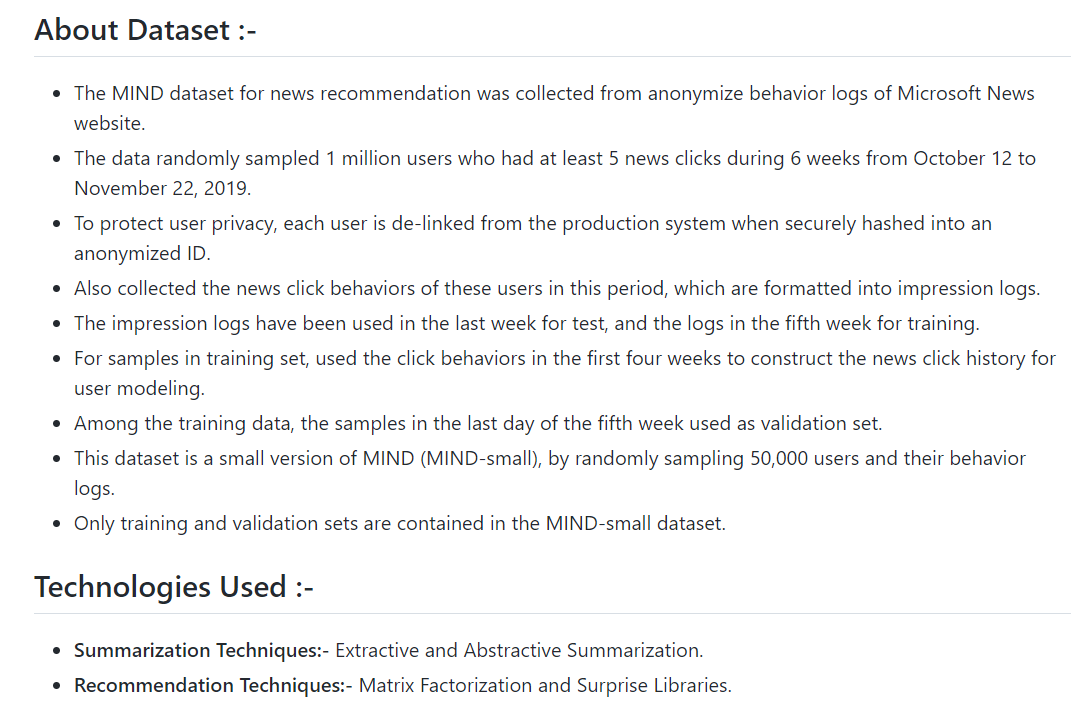 About Dataset :-
The MIND dataset for news recommendation was collected from anonymize behavior logs of Microsoft News
website.
The data randomly sampled 1 million users who had at least 5 news clicks during 6 weeks from October 12 to
November 22, 2019.
To protect user privacy, each user is de-linked from the production system when securely hashed into an
anonymized ID.
Also collected the news click behaviors of these users in this period, which are formatted into impression logs.
The impression logs have been used in the last week for test, and the logs in the fifth week for training.
For samples in training set, used the click behaviors in the first four weeks to construct the news click history for
user modeling.
Among the training data, the samples in the last day of the fifth week used as validation set.
This dataset is a small version of MIND (MIND-small), by randomly sampling 50,000 users and their behavior
logs.
Only training and validation sets are contained in the MIND-small dataset.
Technologies Used :-
Summarization Techniques:- Extractive and Abstractive Summarization.
Recommendation Techniques:- Matrix Factorization and Surprise Libraries.